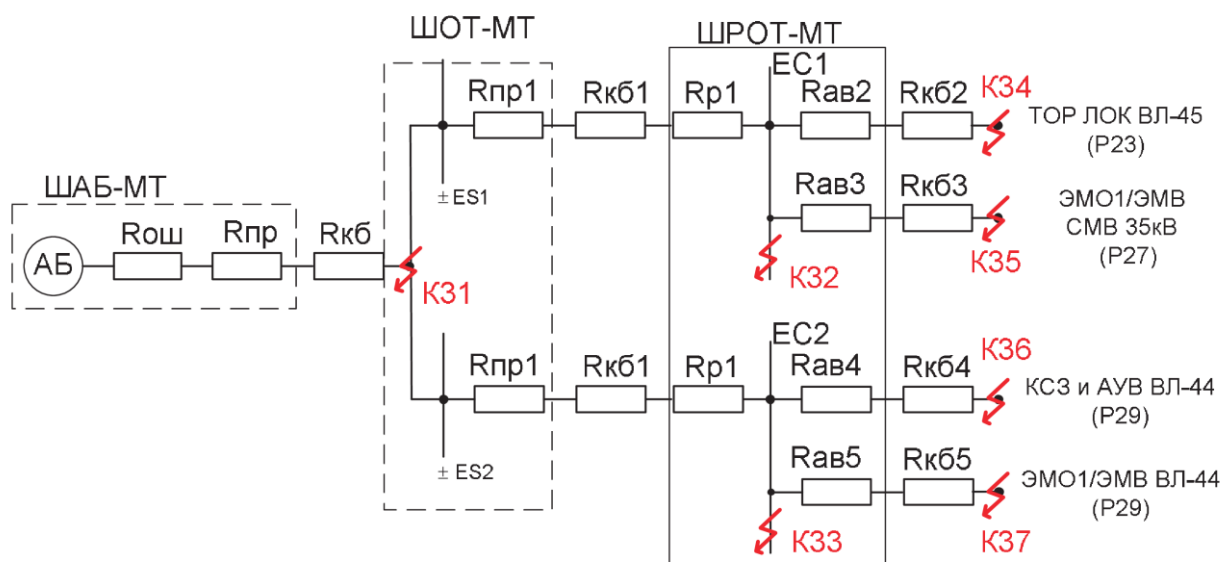 ШОТ-МТ
ШРОТ-МТ
ЕС1
Rпр1
Rкб1
Rр1
Rав2
Rкб2
К34
ТОР ЛОК ВЛ-45
(Р23)
ШАБ-МТ
± ES1
Rав3
Rкб3
ЭМО1/ЭМВ
СМВ 35кВ
(Р27)
АБ
Rош
Rпр
Rкб
К31
К32
К35
ЕС2
Rпр1
Rкб1
Rр1
Rав4
Rкб4
К36
КСЗ и АУВ ВЛ-44
(Р29)
± ES2
Rав5
Rкб5
ЭМО1/ЭМВ ВЛ-44
(Р29)
К33
К37